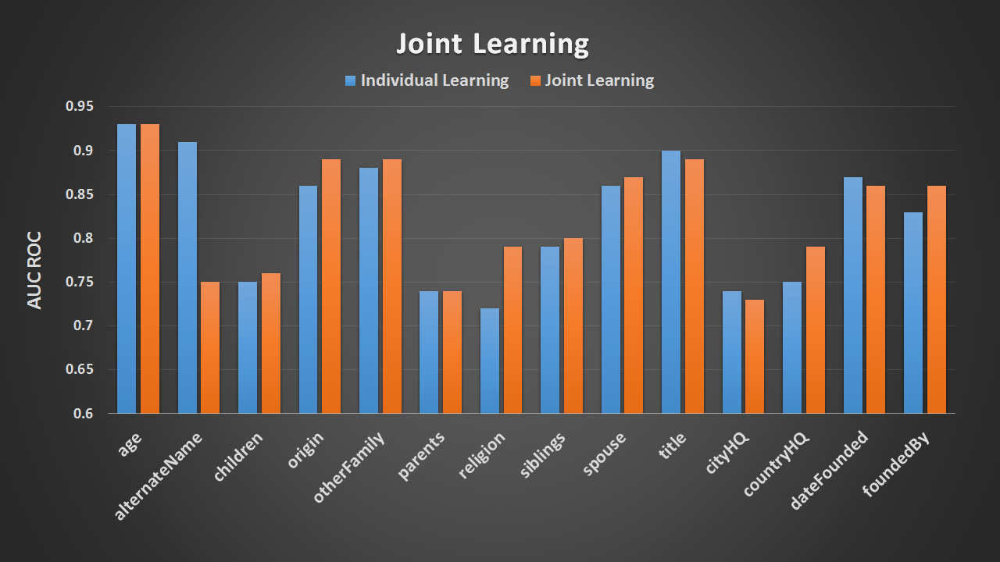 Joint Learning
Individual Learning Joint Learning
0.95
0.9
0.85
0.8
0.75
0.7
0.65
0.6
AUC ROC
age
alternateName
children
origin
otherFamily
parents
religion
siblings
spouse
title
cityHQ
countryHQ
dateFounded
foundedBy